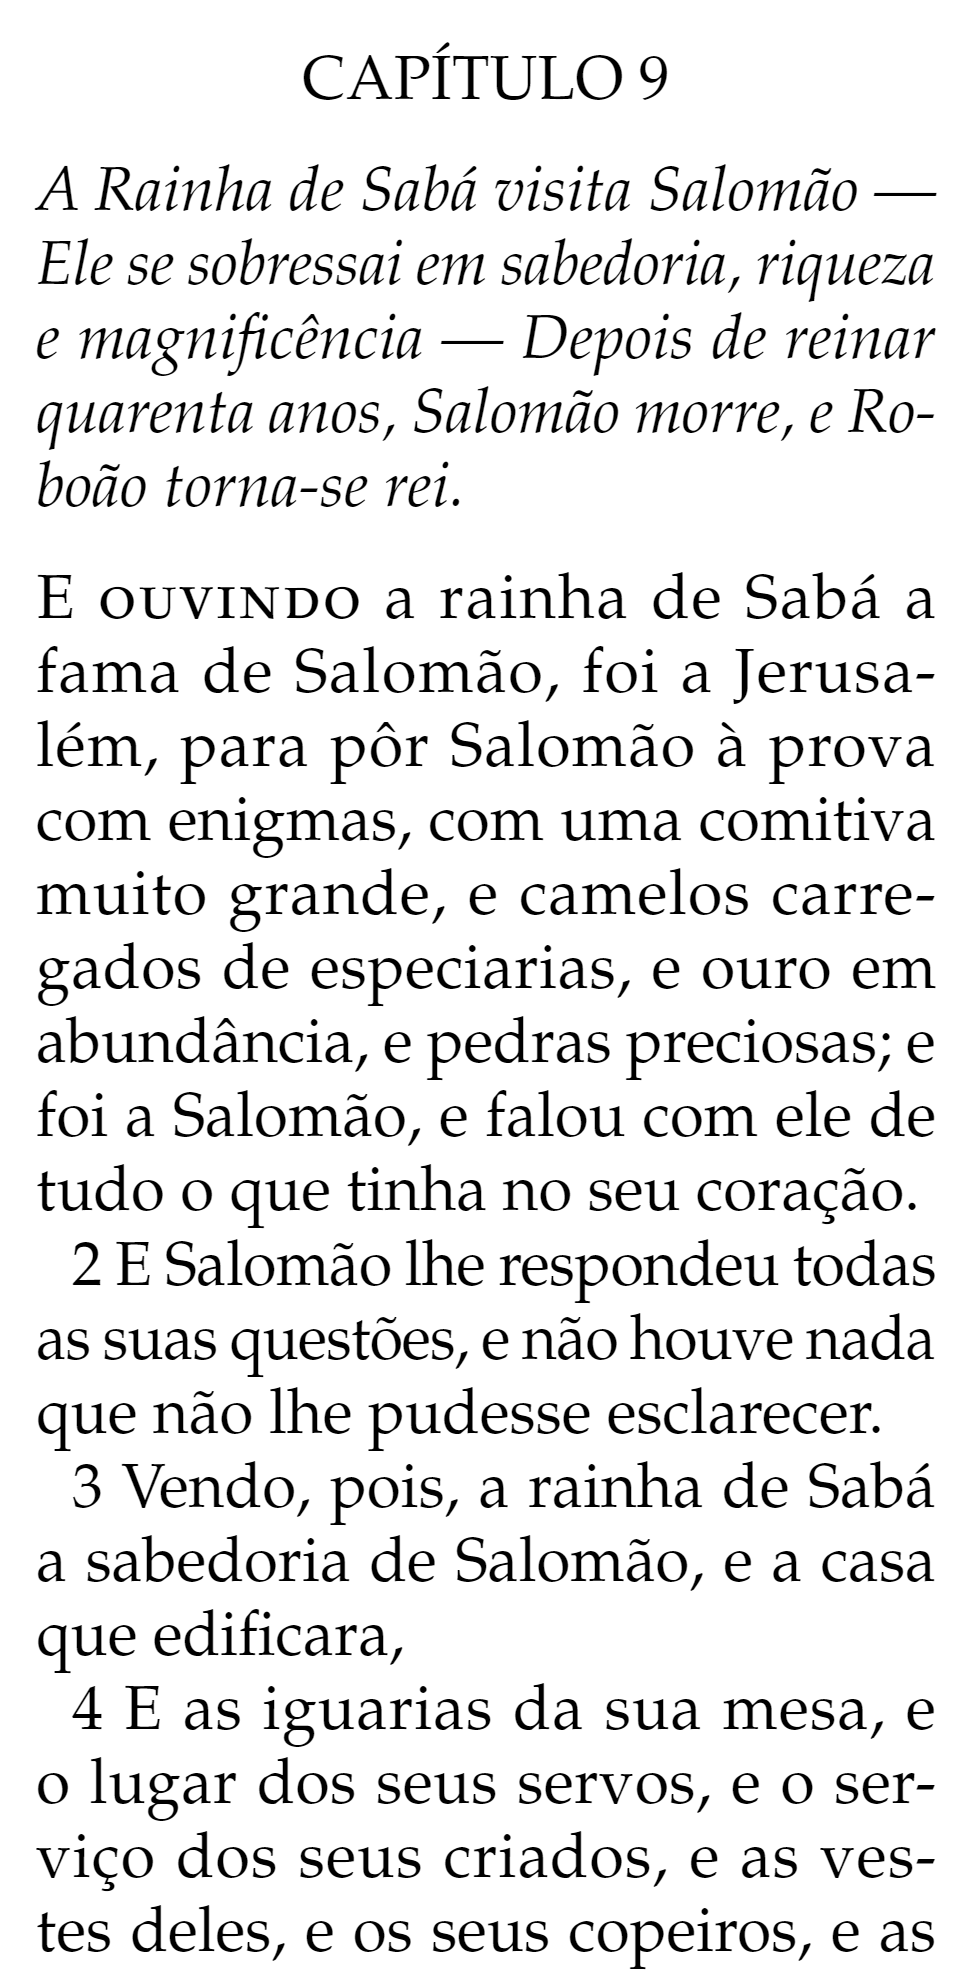 CAPÍTULO 9
A Rainha de Sabá visita Salomão —
Ele se sobressai em sabedoria, riqueza
e magnificência — Depois de reinar
quarenta anos, Salomão morre, e Ro-
boão torna-se rei.
E OUVINDO a rainha de Sabá a
fama de Salomão, foi a Jerusa-
lém, para pôr Salomão à prova
com enigmas, com uma comitiva
muito grande, e camelos carre-
gados de especiarias, e ouro em
abundância, e pedras preciosas; e
foi a Salomão, e falou com ele de
tudo o que tinha no seu coração.
2 E Salomão lhe respondeu todas
as suas questões, e não houve nada
que não lhe pudesse esclarecer.
3 Vendo, pois, a rainha de Sabá
a sabedoria de Salomão, e a casa
que edificara,
4 E as iguarias da sua mesa, e
o lugar dos seus servos, e o ser-
viço dos seus criados, e as ves-
tes deles, e os seus copeiros, e as